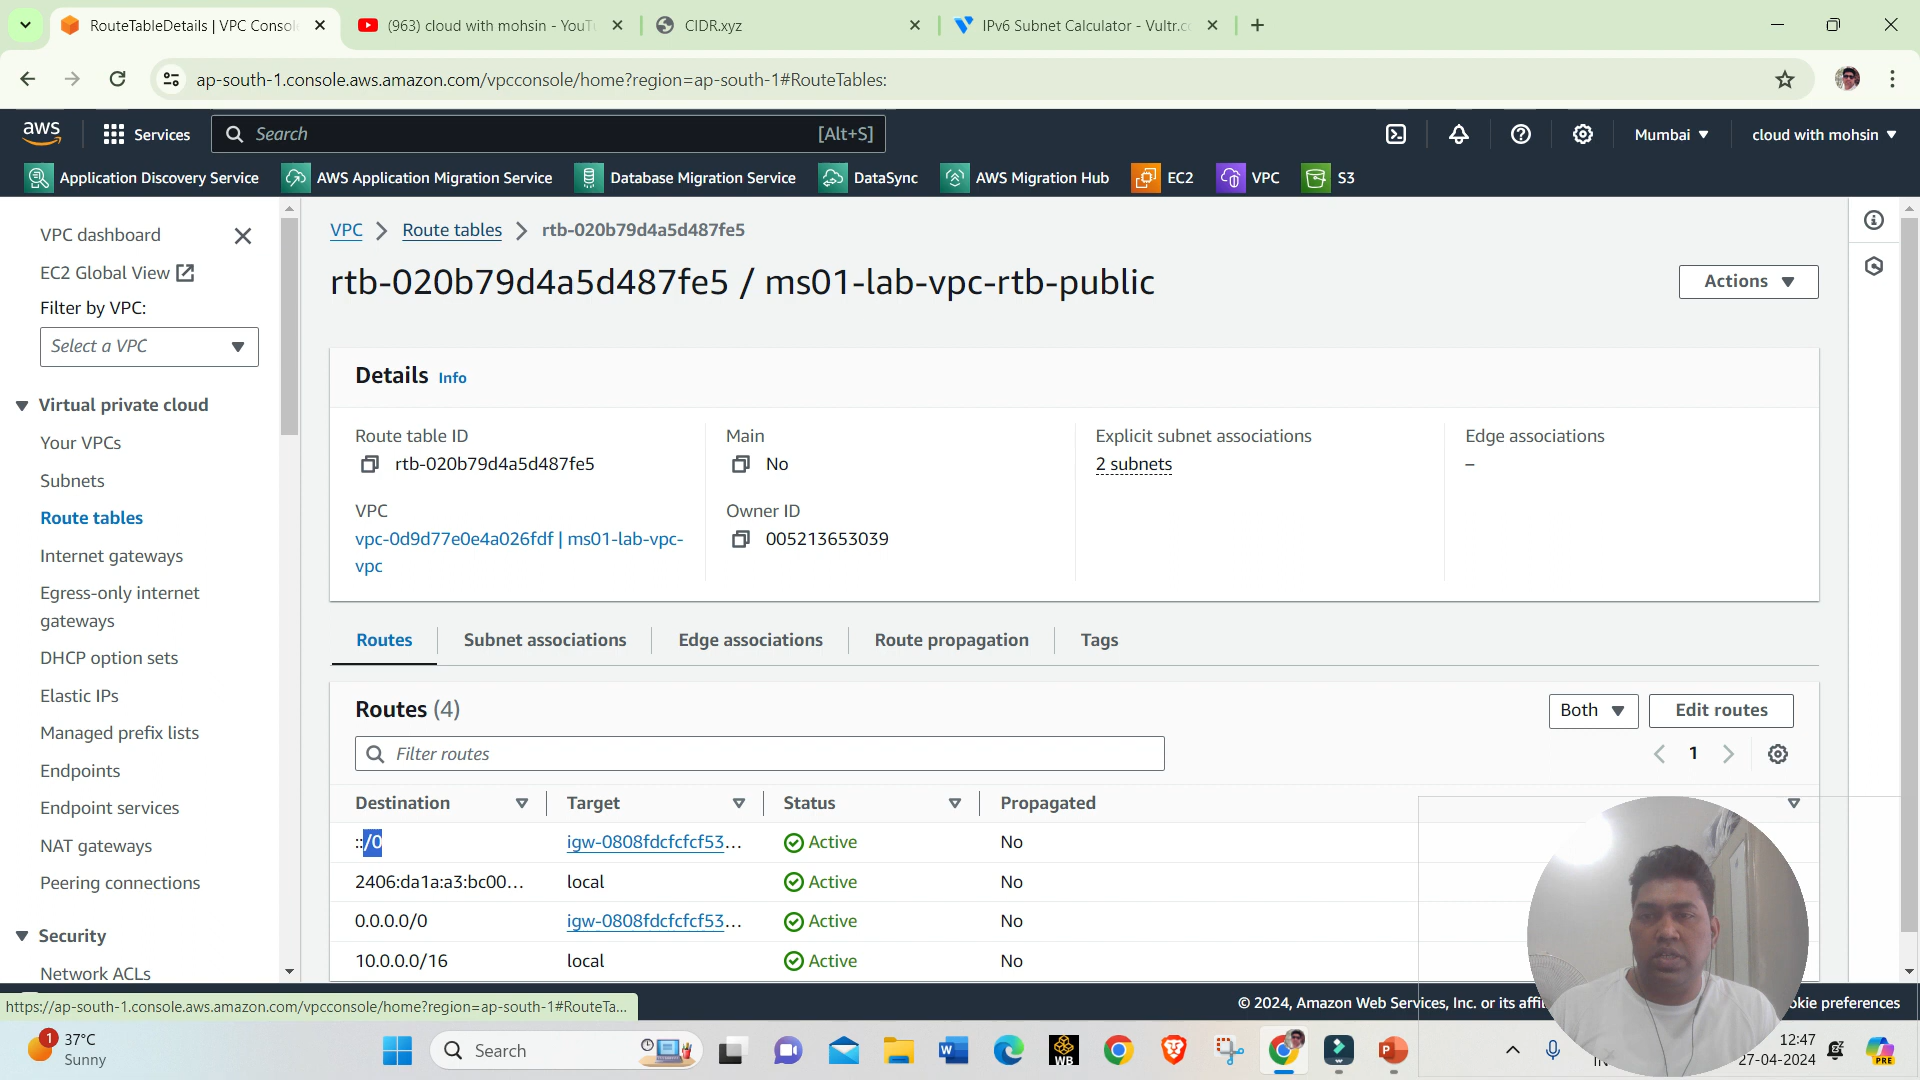 RouteTableDetails | VPC Consol
(963) cloud with mohsin - YouTu
CIDR.xyz
IPv6 Subnet Calculator - Vultr.c
ap-south-1.console.aws.amazon.com/vpcconsole/home?region=ap-south-1#RouteTables:
aws
Services
Search
[Alt+S]
Mumbai
cloud with mohsin
Application Discovery Service
AWS Application Migration Service
Database Migration Service
DataSync
AWS Migration Hub
EC2
VPC
S3
VPC dashboard
EC2 Global View
Filter by VPC:
Select a VPC
Virtual private cloud
Your VPCs
Subnets
Route tables
Internet gateways
Egress-only internet
gateways
DHCP option sets
Elastic IPs
Managed prefix lists
Endpoints
Endpoint services
NAT gateways
Peering connections
Security
Network ACLs
VPC
Route tables
rtb-020b79d4a5d487fe5
rtb-020b79d4a5d487fe5 / ms01-lab-vpc-rtb-public
Actions
Details Info
Route table ID
rtb-020b79d4a5d487fe5
Main
No
Explicit subnet associations
2 subnets
Edge associations
–
VPC
vpc-0d9d77e0e4a026fdf | ms01-lab-vpc-
vpc
Owner ID
005213653039
Routes
Subnet associations
Edge associations
Route propagation
Tags
Routes (4)
Both
Edit routes
Filter routes
1
Destination Target Status Propagated
::/0 igw-0808fdcfcfcf53... Active No
2406:da1a:a3:bc00... local Active No
0.0.0.0/0 igw-0808fdcfcfcf53... Active No
10.0.0.0/16 local Active No
https://ap-south-1.console.aws.amazon.com/vpcconsole/home?region=ap-south-1#RouteTa...
© 2024, Amazon Web Services, Inc. or its affil
okie preferences
1
37°C
Sunny
Search
W
WB
P
IN
12:47
27-04-2024
PRE